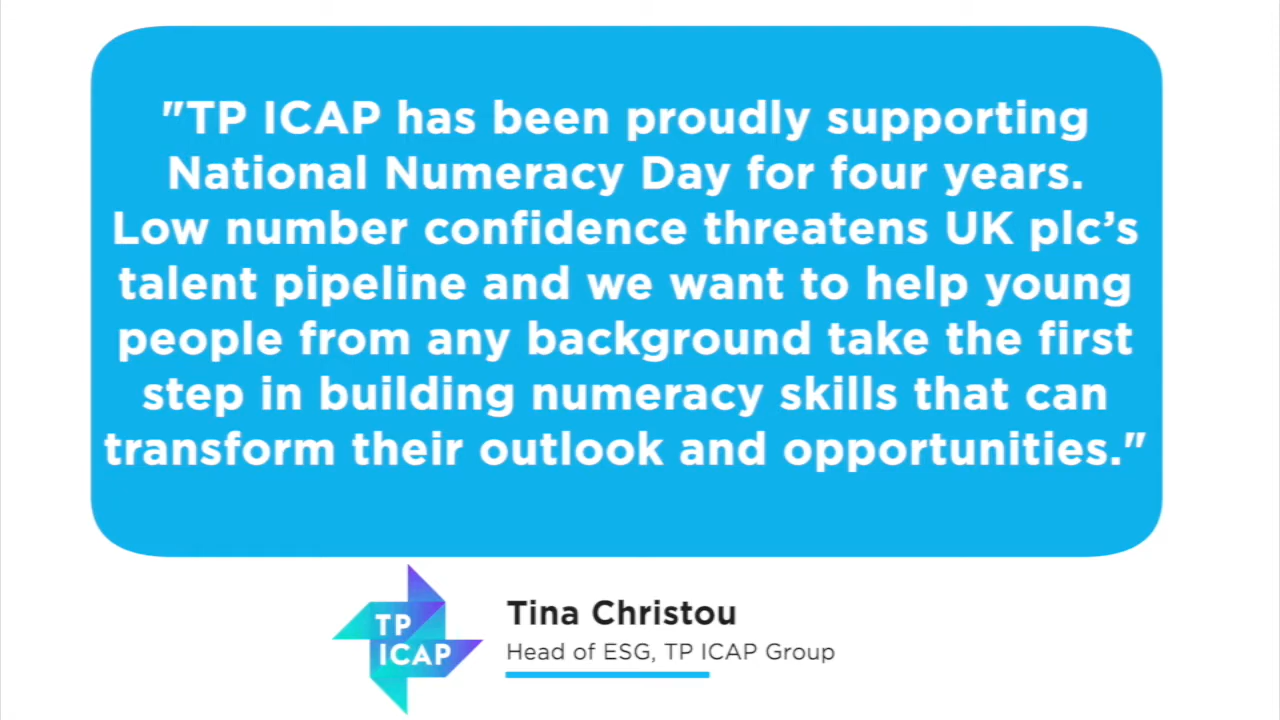 "TP ICAP has been proudly supporting
National Numeracy Day for four years.
Low number confidence threatens UK plc’s
talent pipeline and we want to help young
people from any background take the first
step in building numeracy skills that can
transform their outlook and opportunities."
TP
ICAP
Tina Christou
Head of ESG, TP ICAP Group